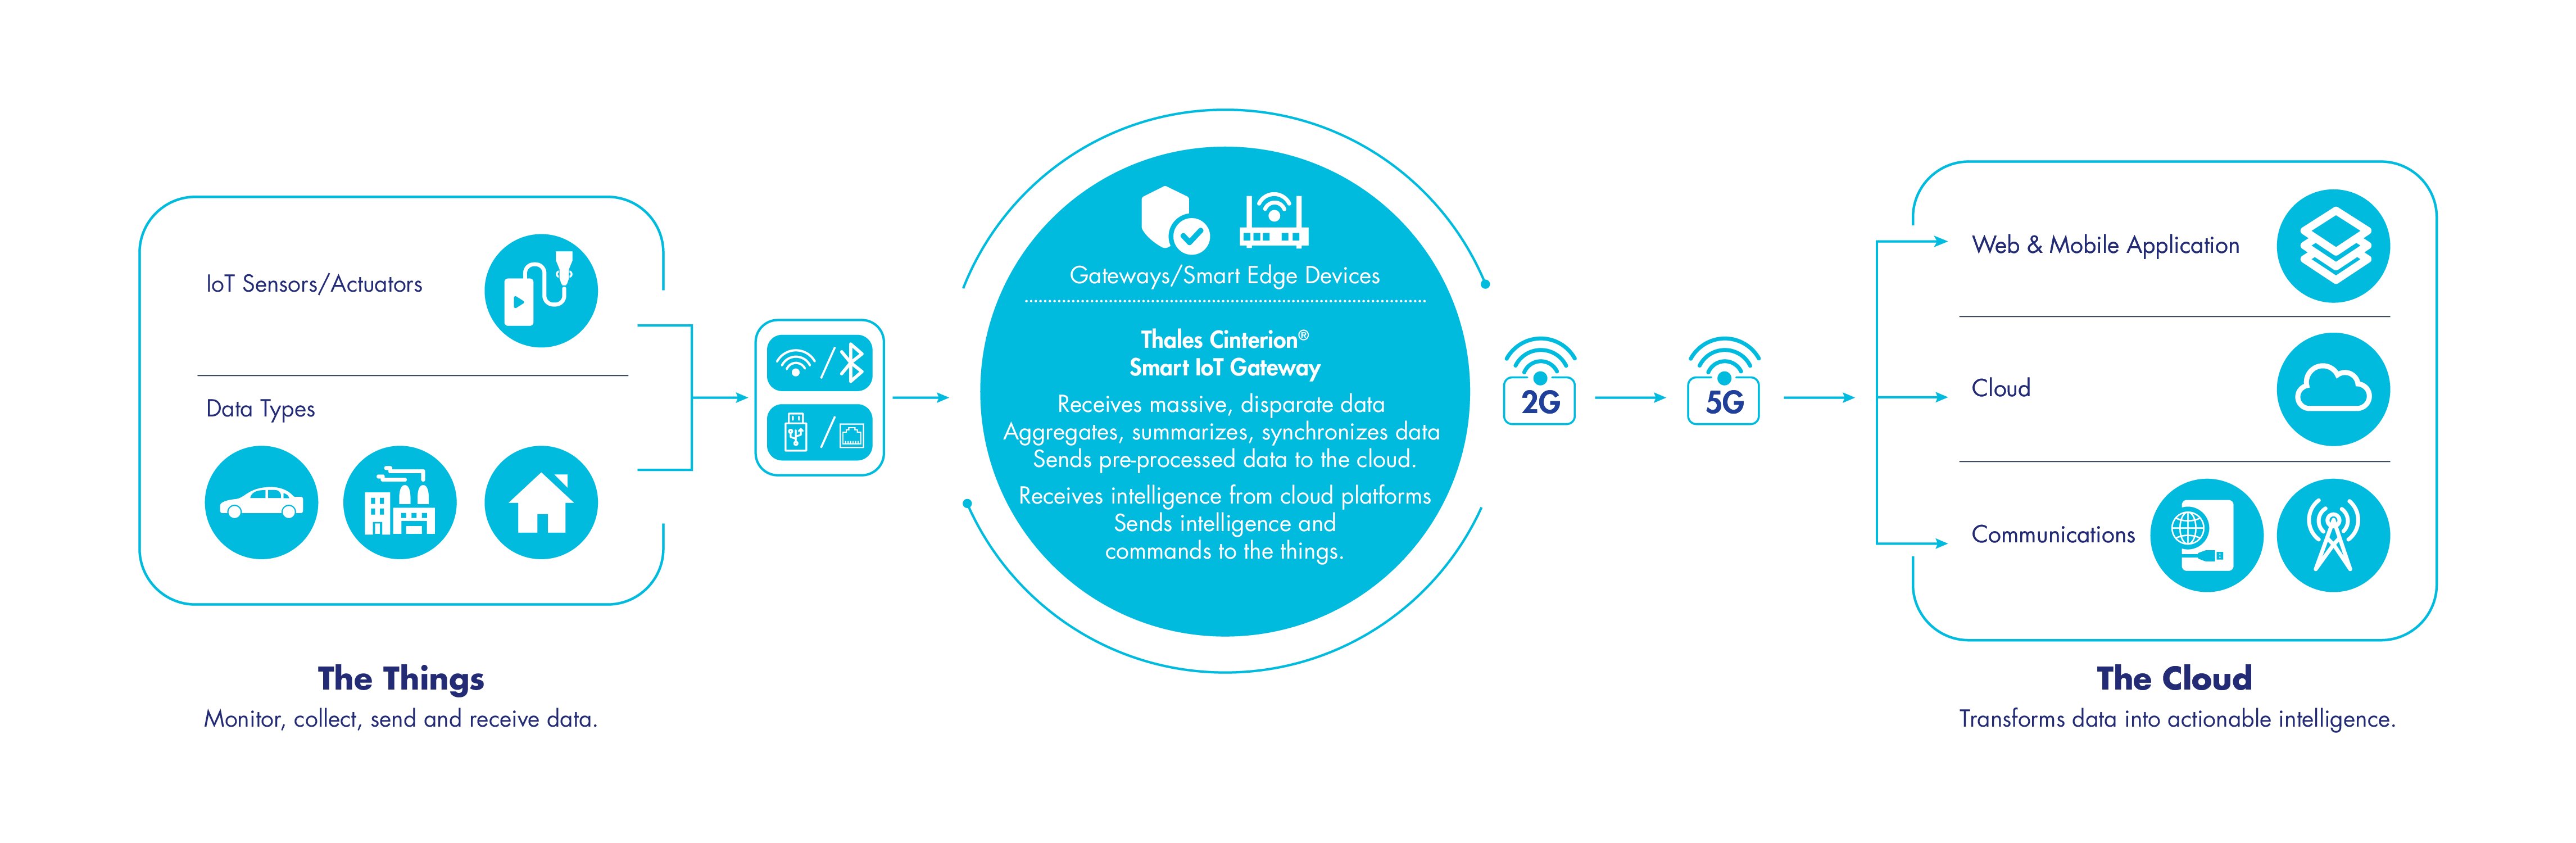 IoT Sensors/Actuators
Data Types
The Things
Monitor, collect, send and receive data.
Gateways/Smart Edge Devices
Thales Cinterion®
Smart IoT Gateway
Receives massive, disparate data
Aggregates, summarizes, synchronizes data
Sends pre-processed data to the cloud.
Receives intelligence from cloud platforms
Sends intelligence and
commands to the things.
2G
5G
Web & Mobile Application
Cloud
Communications
The Cloud
Transforms data into actionable intelligence.